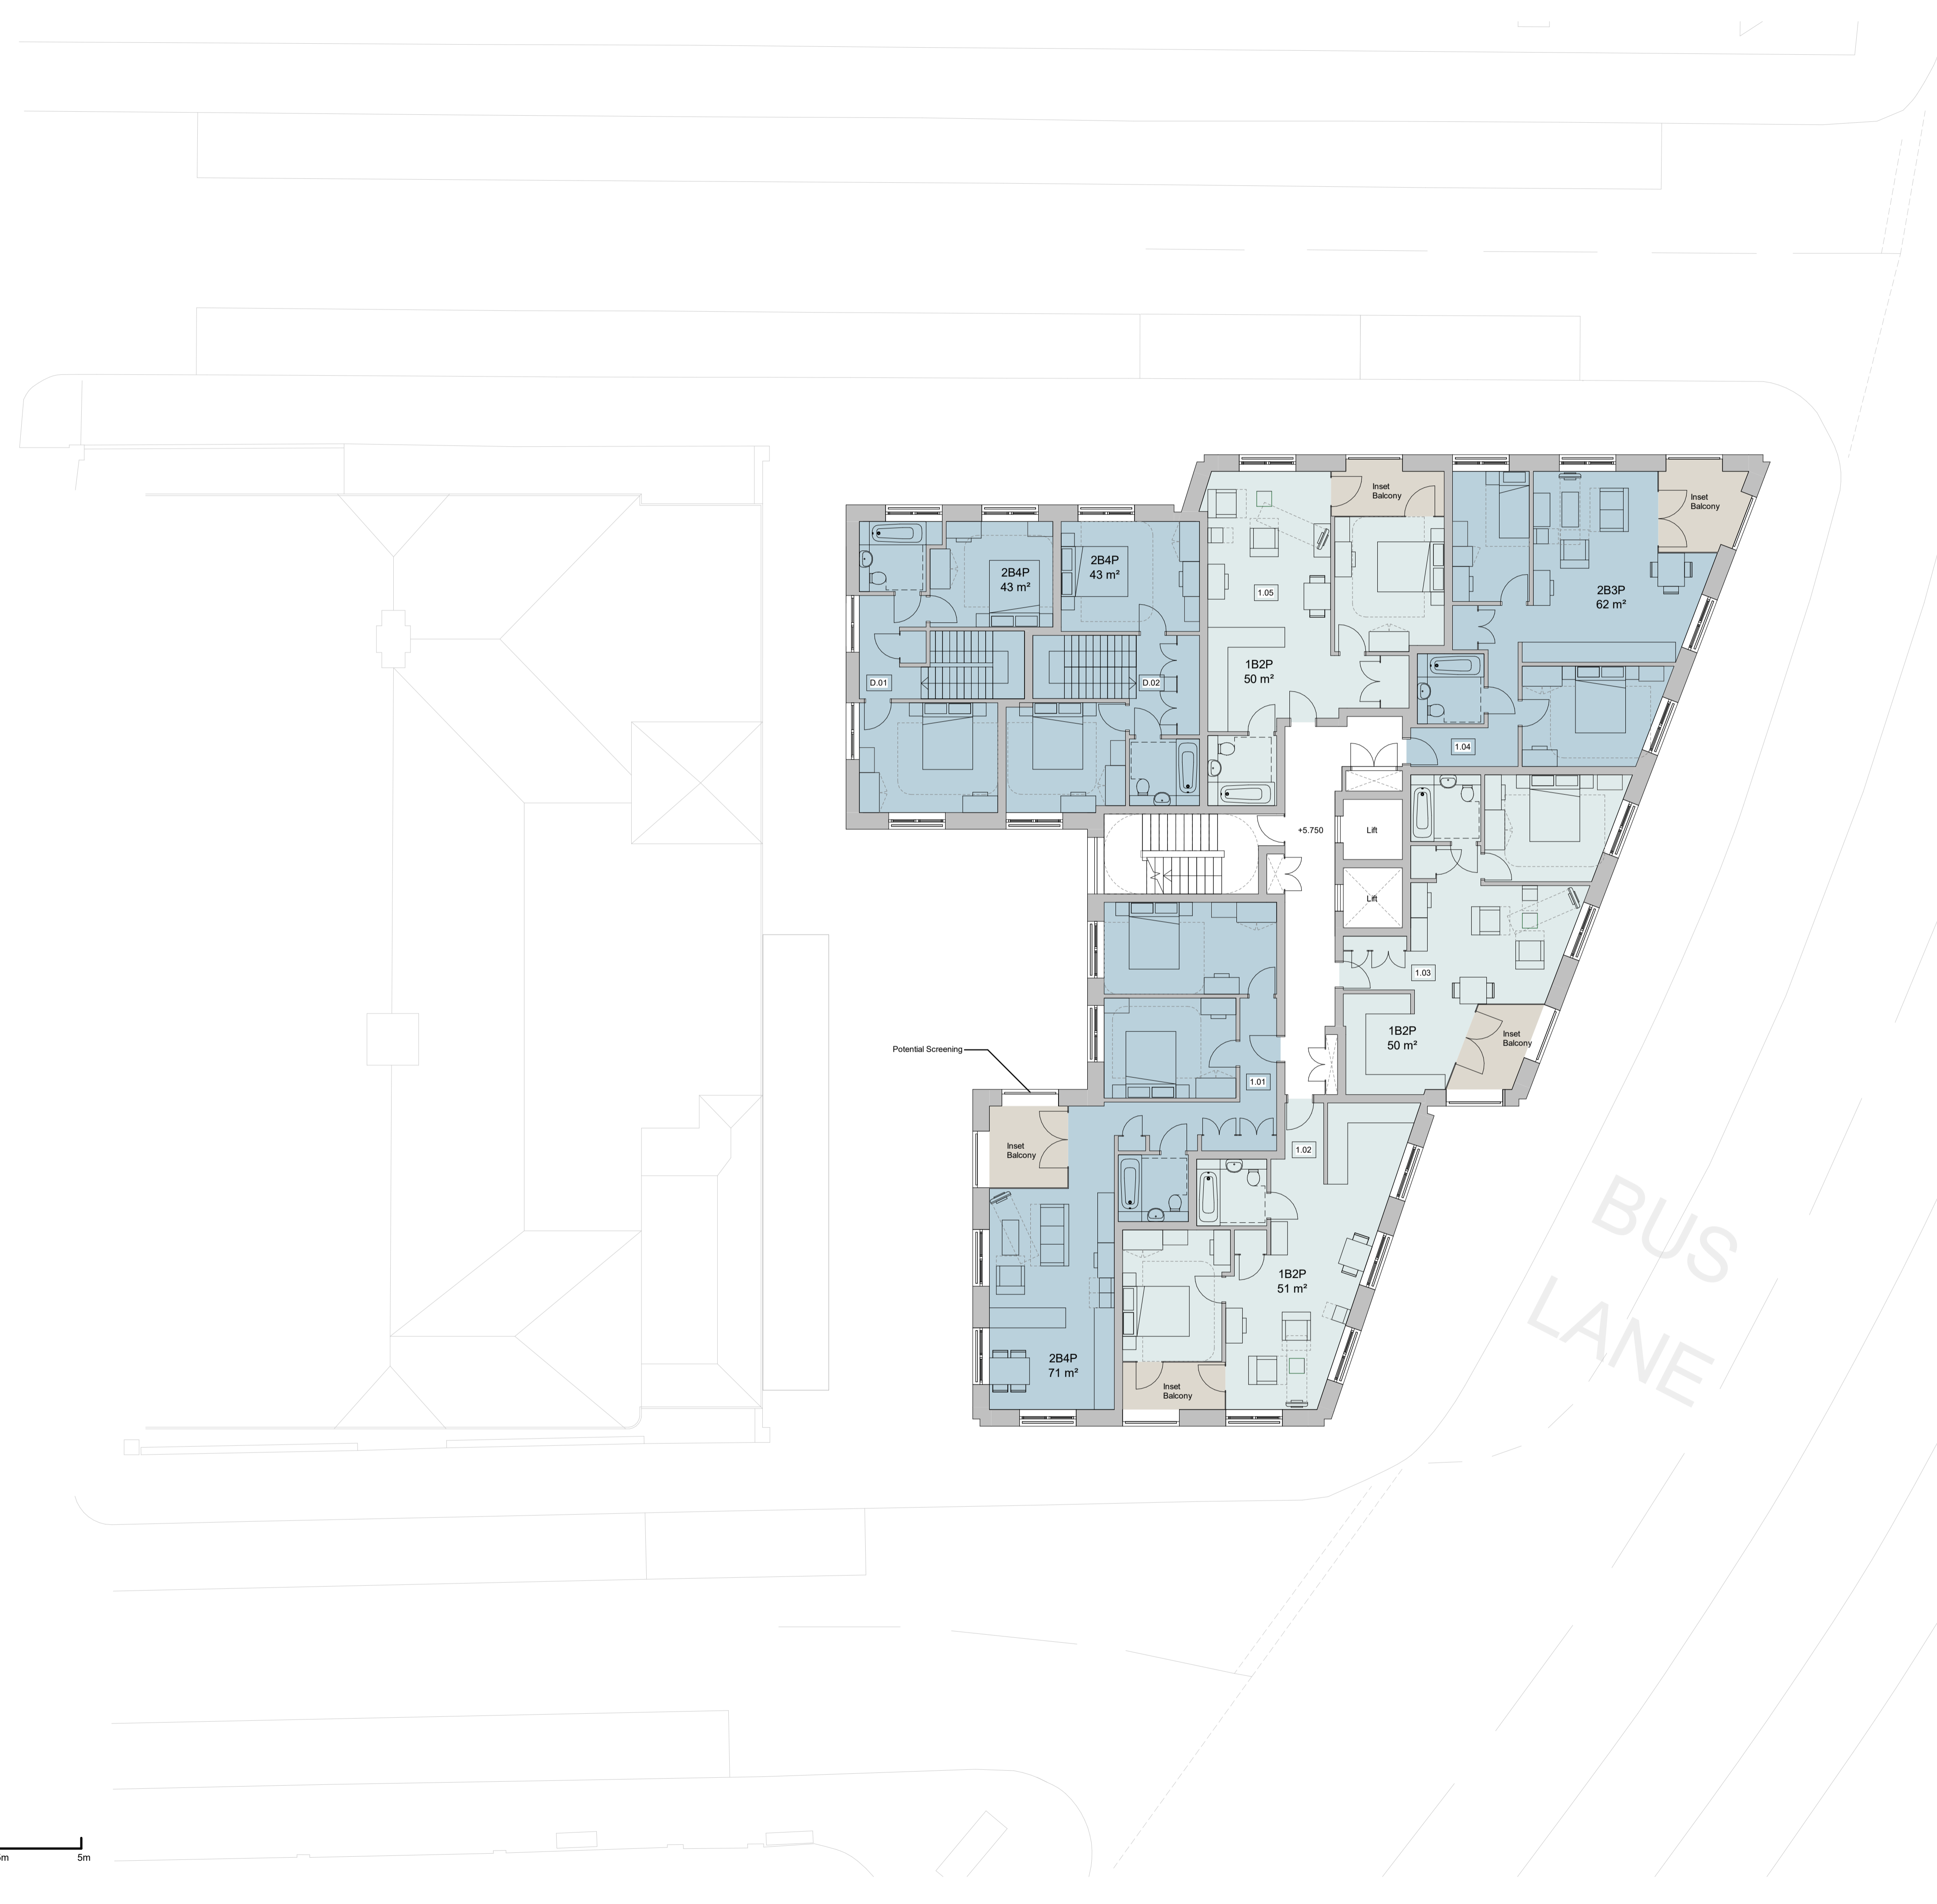 Inset
Balcony
Inset
Balcony
2B4P
43 m²
2B4P
43 m²
1.05
2B3P
62 m²
1B2P
50 m²
D.01
D.02
1.04
+5.750
Lift
Lift
1.03
1B2P
50 m²
Inset
Balcony
Potential Screening
1.01
Inset
Balcony
1.02
1B2P
51 m²
2B4P
71 m²
Inset
Balcony
BUS
LANE
5m